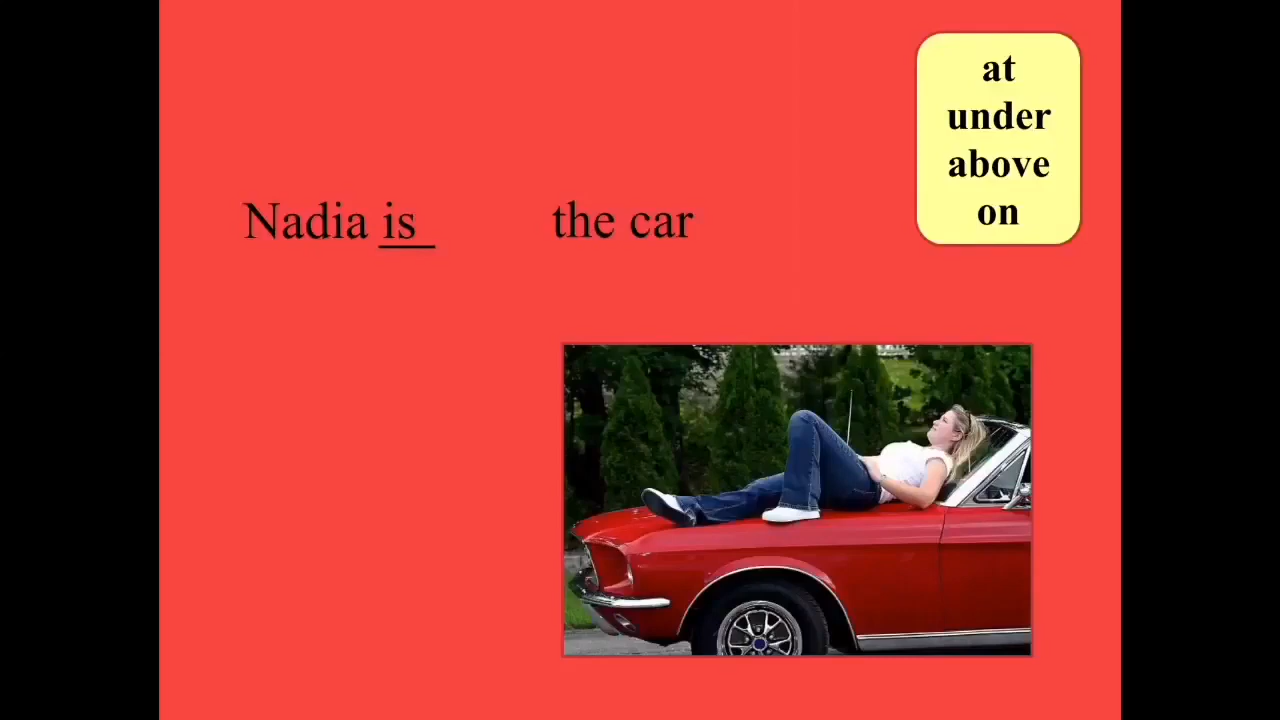 at
under
above
on
Nadia is the car